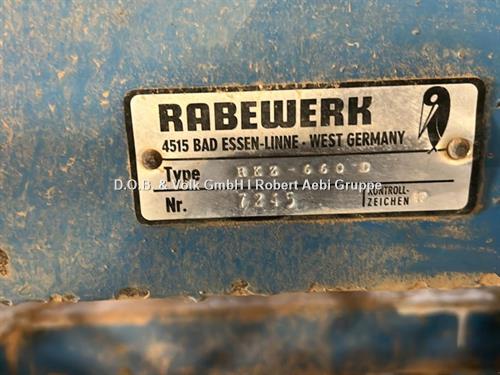 RABEWERK
4515 BAD ESSEN-LINNE · WEST GERMANY
Type
D.O.B. & Volk GmbH I Robert Aebi Gruppe
Nr. 7245
KONTROLL-
ZEICHEN